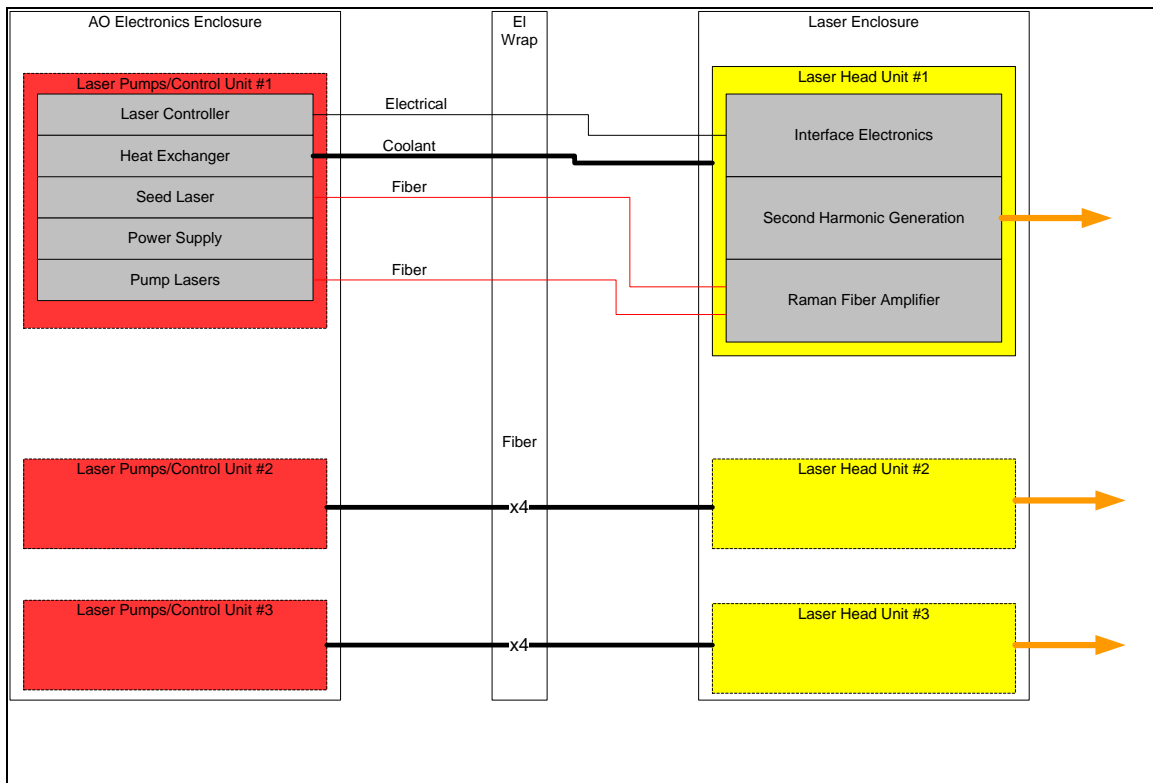 AO Electronics Enclosure
El
Wrap
Laser Enclosure
Laser Pumps/Control Unit #1
Laser Controller
Heat Exchanger
Seed Laser
Power Supply
Pump Lasers
Electrical
Coolant
Fiber
Fiber
Laser Head Unit #1
Interface Electronics
Second Harmonic Generation
Raman Fiber Amplifier
Fiber
Laser Pumps/Control Unit #2
x4
Laser Head Unit #2
Laser Pumps/Control Unit #3
x4
Laser Head Unit #3